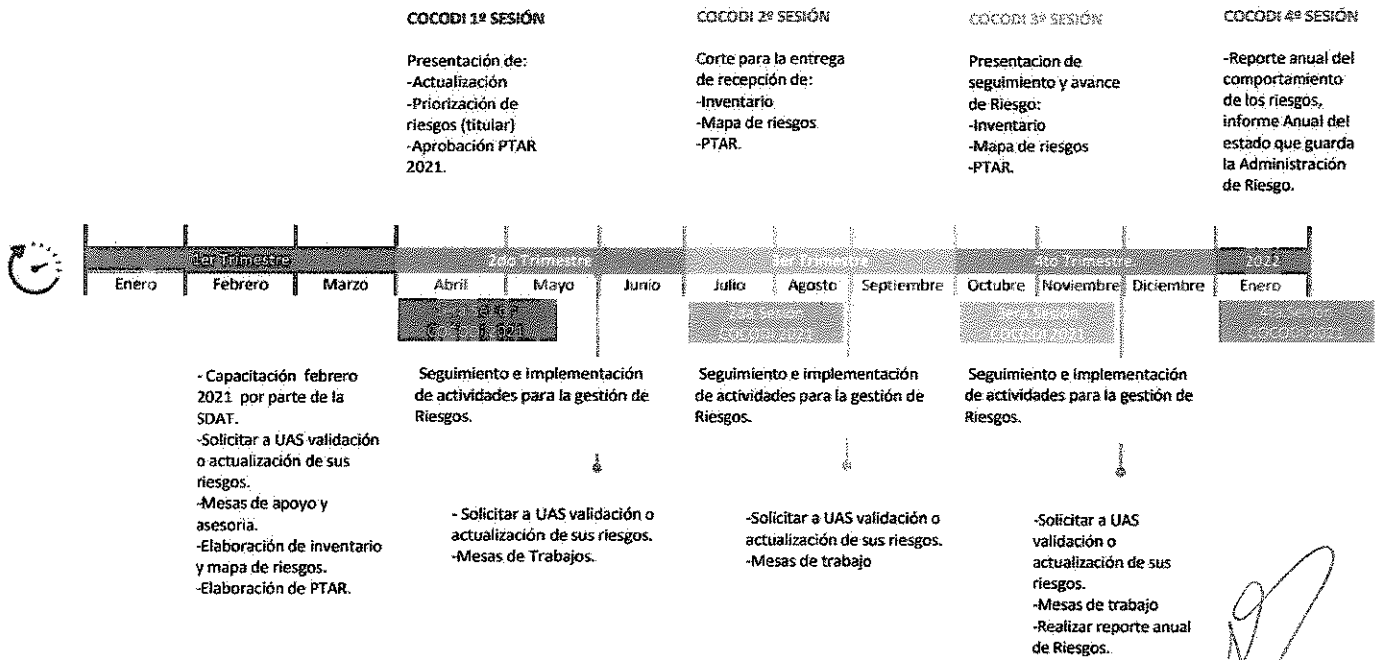 COCODI 1º SESIÓN
Presentación de:
-Actualización
-Priorización de
riesgos (titular)
-Aprobación PTAR
2021.
COCODI 2º SESIÓN
Corte para la entrega
de recepción de:
-Inventario
-Mapa de riesgos
-PTAR.
COCODI 3º SESIÓN
Presentacion de
seguimiento y avance
de Riesgo:
-Inventario
-Mapa de riesgos
-PTAR.
COCODI 4º SESIÓN
-Reporte anual del
comportamiento
de los riesgos,
informe Anual del
estado que guarda
la Administración
de Riesgo.
1er Trimestre
2do Trimestre
3er Trimestre
4to Trimestre
2022
Enero
Febrero
Marzo
Abril
Mayo
Junio
Julio
Agosto
Septiembre
Octubre
Noviembre
Diciembre
Enero
COCODI 2021
2da Sesión
COCODI 2021
3era Sesión
COCODI 2021
4ta Sesión
COCODI 2021
- Capacitación febrero
2021 por parte de la
SDAT.
-Solicitar a UAS validación
o actualización de sus
riesgos.
-Mesas de apoyo y
asesoria.
-Elaboración de inventario
y mapa de riesgos.
-Elaboración de PTAR.
Seguimiento e implementación
de actividades para la gestión de
Riesgos.
- Solicitar a UAS validación o
actualización de sus riesgos.
-Mesas de Trabajos.
Seguimiento e implementación
de actividades para la gestión de
Riesgos.
-Solicitar a UAS validación o
actualización de sus riesgos.
-Mesas de trabajo
Seguimiento e implementación
de actividades para la gestión de
Riesgos.
-Solicitar a UAS
validación o
actualización de sus
riesgos.
-Mesas de trabajo
-Realizar reporte anual
de Riesgos.